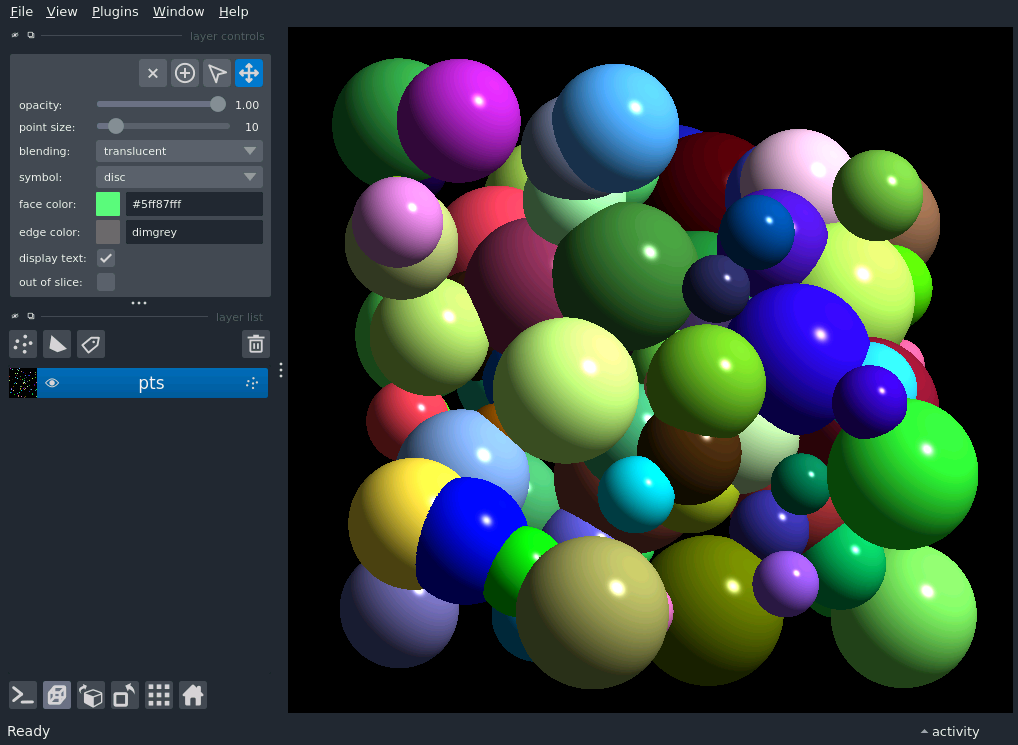 File View Plugins Window Help
layer controls
opacity: 1.00
point size: 10
blending: translucent
symbol: disc
face color: #5ff87fff
edge color: dimgrey
display text:
out of slice:
layer list
pts
Ready
activity